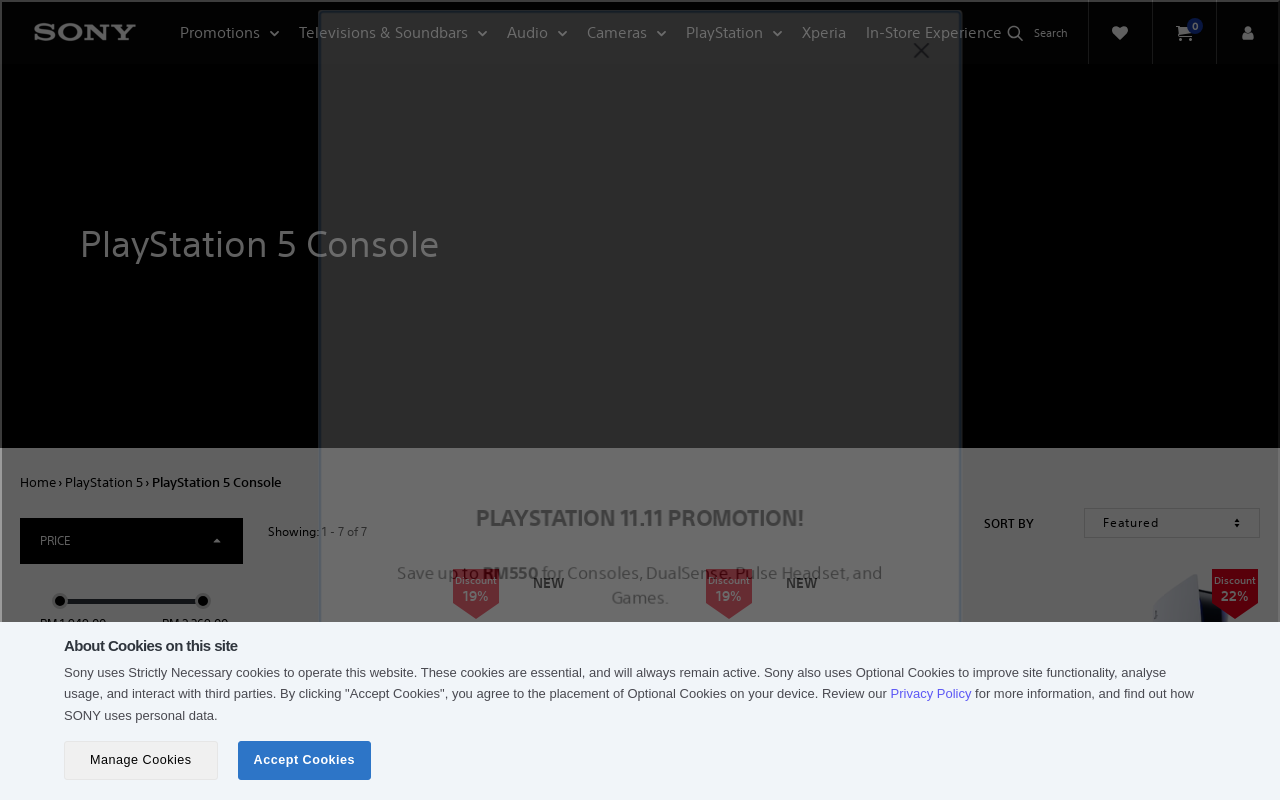 SONY
Promotions
Televisions & Soundbars
Audio
Cameras
PlayStation
Xperia
In-Store Experience
Search
0
PlayStation 5 Console
Home › PlayStation 5 › PlayStation 5 Console
PRICE
Showing: 1 - 7 of 7
SORT BY
Featured
PLAYSTATION 11.11 PROMOTION!
Save up to RM550 for Consoles, DualSense, Pulse Headset, and
Games.
Discount
19%
NEW
Discount
19%
NEW
Discount
22%
About Cookies on this site
Sony uses Strictly Necessary cookies to operate this website. These cookies are essential, and will always remain active. Sony also uses Optional Cookies to improve site functionality, analyse
usage, and interact with third parties. By clicking "Accept Cookies", you agree to the placement of Optional Cookies on your device. Review our Privacy Policy for more information, and find out how
SONY uses personal data.
Manage Cookies
Accept Cookies